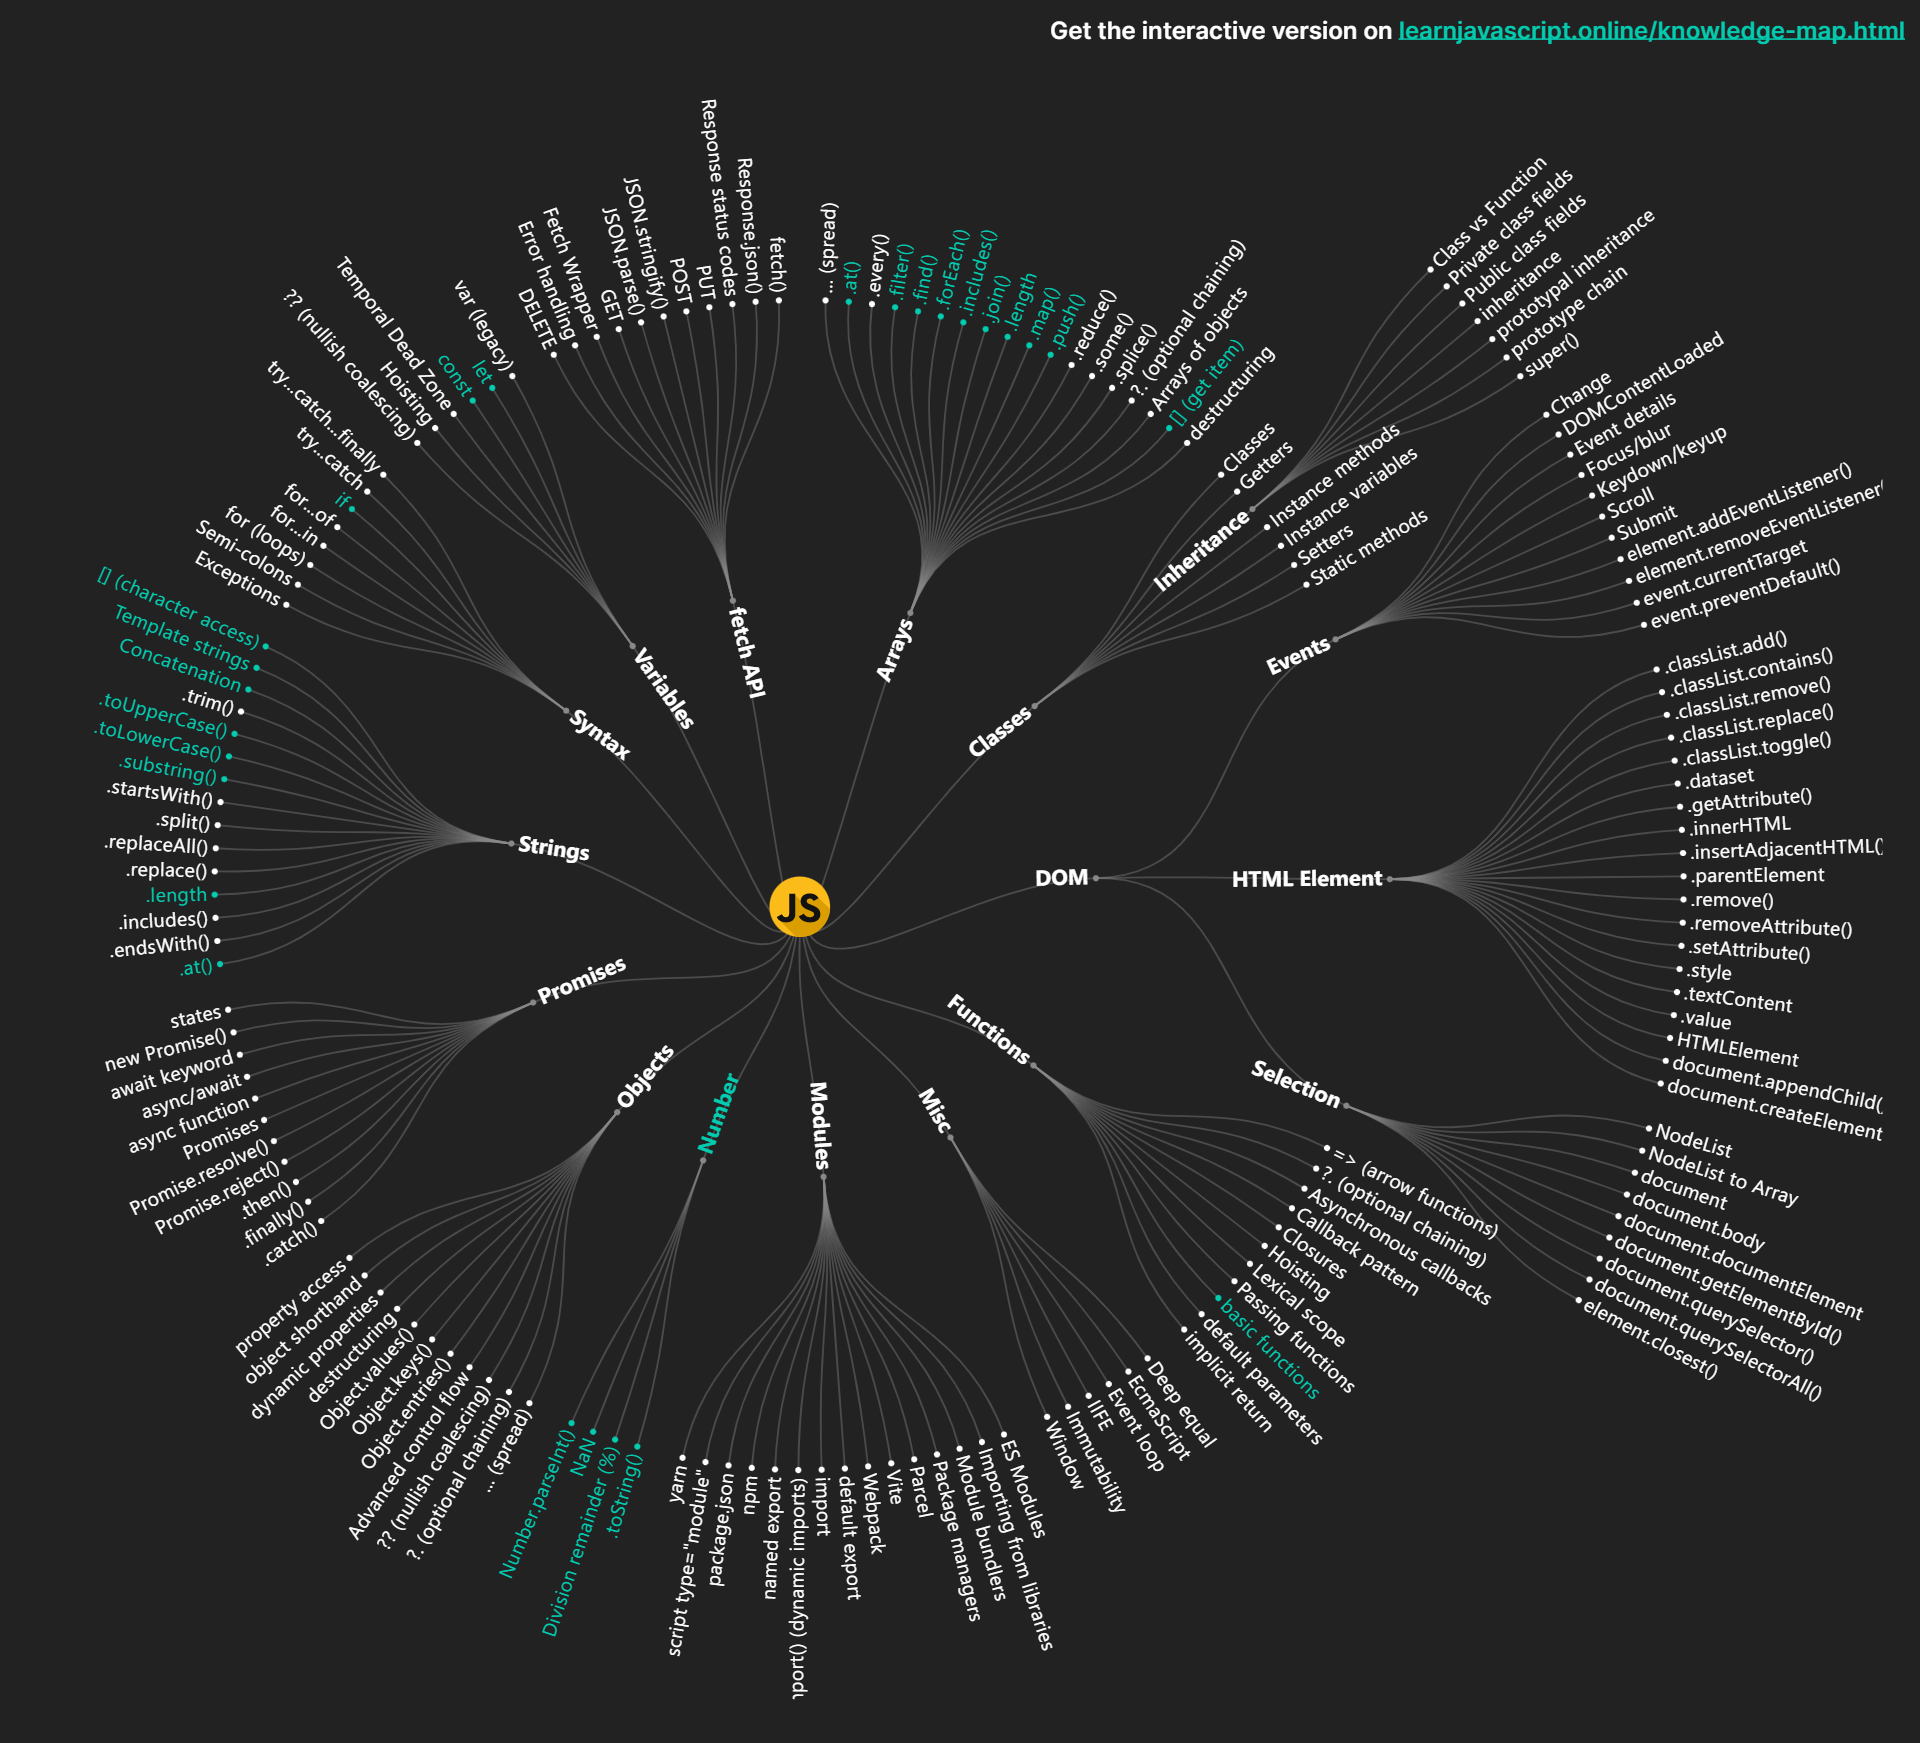 Get the interactive version on learnjavascript.online/knowledge-map.html
JS
fetch API
DELETE
Error handling
Fetch Wrapper
GET
JSON.parse()
JSON.stringify()
POST
PUT
Response status codes
Response.json()
fetch()
Arrays
... (spread)
.at()
.every()
.filter()
.find()
.forEach()
.includes()
.join()
.length
.map()
.push()
.reduce()
.some()
.splice()
?. (optional chaining)
Arrays of objects
[] (get item)
destructuring
Classes
Classes
Getters
Inheritance
Class vs Function
Private class fields
Public class fields
inheritance
prototypal inheritance
prototype chain
super()
Instance methods
Instance variables
Setters
Static methods
DOM
Events
Change
DOMContentLoaded
Event details
Focus/blur
Keydown/keyup
Scroll
Submit
element.addEventListener()
element.removeEventListener(
event.currentTarget
event.preventDefault()
HTML Element
.classList.add()
.classList.contains()
.classList.remove()
.classList.replace()
.classList.toggle()
.dataset
.getAttribute()
.innerHTML
.insertAdjacentHTML()
.parentElement
.remove()
.removeAttribute()
.setAttribute()
.style
.textContent
.value
HTMLElement
document.appendChild(
document.createElement
Selection
NodeList
NodeList to Array
document
document.body
document.documentElement
document.getElementById()
document.querySelector()
document.querySelectorAll()
element.closest()
Functions
=> (arrow functions)
?. (optional chaining)
Asynchronous callbacks
Callback pattern
Closures
Hoisting
Lexical scope
Passing functions
basic functions
default parameters
implicit return
Misc
Deep equal
EcmaScript
Event loop
IIFE
Immutability
Window
Modules
ES Modules
Importing from libraries
Module bundlers
Package managers
Parcel
Vite
Webpack
default export
import
port() (dynamic imports)
named export
npm
package.json
script type="module"
yarn
Number
.toString()
Division remainder (%)
NaN
Number.parseInt()
Objects
... (spread)
?. (optional chaining)
?? (nullish coalescing)
Advanced control flow
Object.entries()
Object.keys()
Object.values()
destructuring
dynamic properties
object shorthand
property access
Promises
.catch()
.finally()
.then()
Promise.reject()
Promise.resolve()
Promises
async function
async/await
await keyword
new Promise()
states
Strings
.at()
.endsWith()
.includes()
.length
.replace()
.replaceAll()
.split()
.startsWith()
.substring()
.toLowerCase()
.toUpperCase()
.trim()
Concatenation
Template strings
[] (character access)
Syntax
Exceptions
Semi-colons
for (loops)
for...in
for...of
if
try...catch
try...catch...finally
Variables
?? (nullish coalescing)
Hoisting
Temporal Dead Zone
const
let
var (legacy)